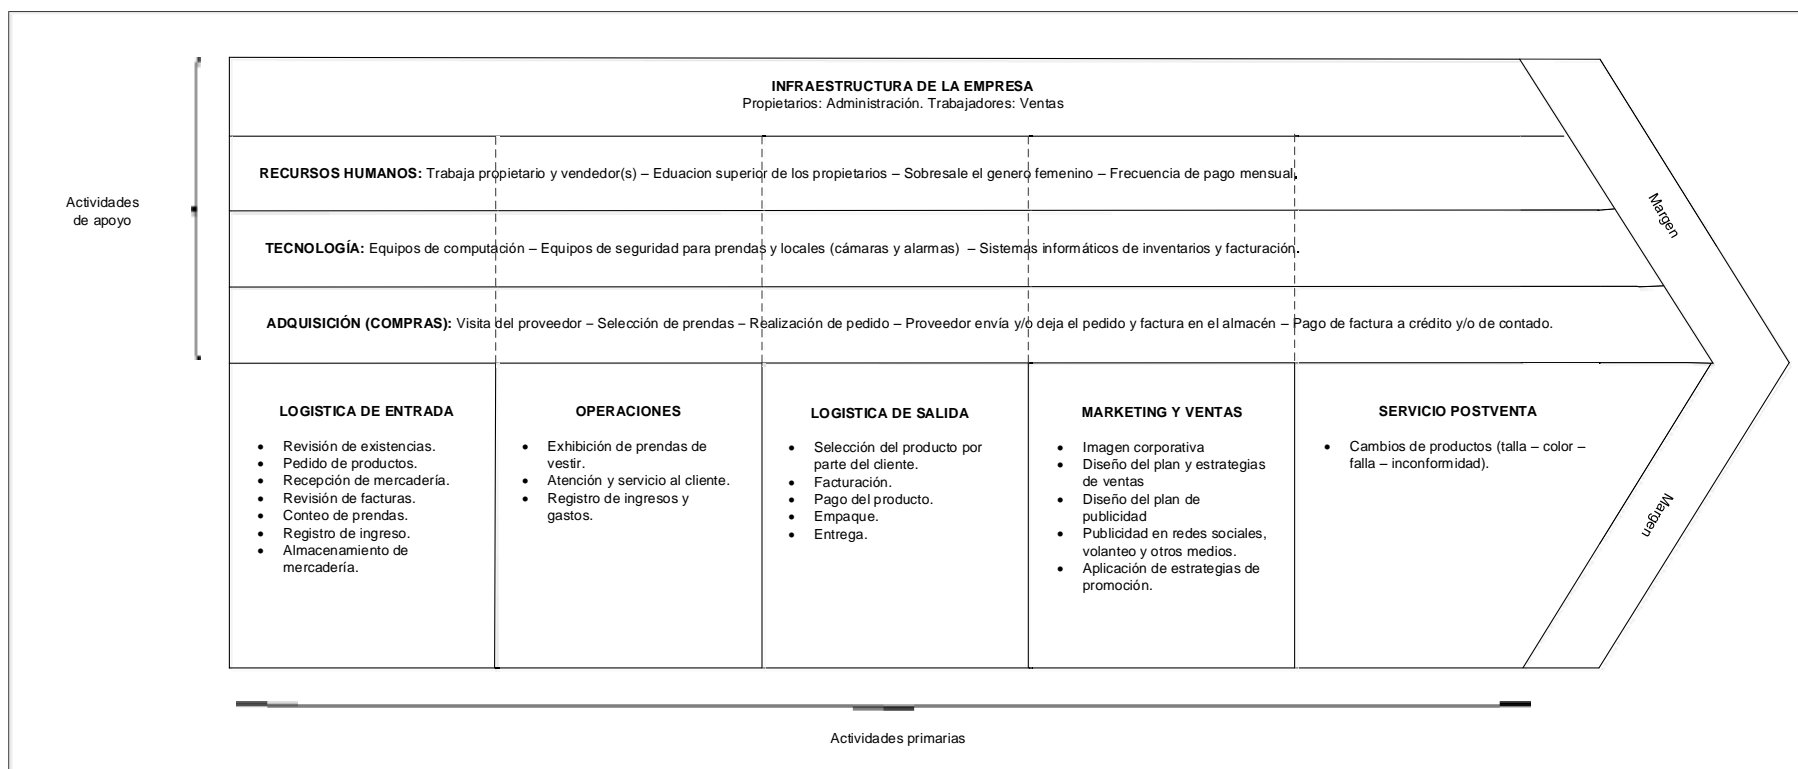 INFRAESTRUCTURA DE LA EMPRESA
Propietarios: Administración. Trabajadores: Ventas
RECURSOS HUMANOS: Trabaja propietario y vendedor(s) – Eduacion superior de los propietarios – Sobresale el genero femenino – Frecuencia de pago mensual.
Actividades
de apoyo
TECNOLOGÍA: Equipos de computación – Equipos de seguridad para prendas y locales (cámaras y alarmas) – Sistemas informáticos de inventarios y facturación.
ADQUISICIÓN (COMPRAS): Visita del proveedor – Selección de prendas – Realización de pedido – Proveedor envía y/o deja el pedido y factura en el almacén – Pago de factura a crédito y/o de contado.
Margen
LOGISTICA DE ENTRADA
• Revisión de existencias.
• Pedido de productos.
• Recepción de mercadería.
• Revisión de facturas.
• Conteo de prendas.
• Registro de ingreso.
• Almacenamiento de
mercadería.
OPERACIONES
• Exhibición de prendas de
vestir.
• Atención y servicio al cliente.
• Registro de ingresos y
gastos.
LOGISTICA DE SALIDA
• Selección del producto por
parte del cliente.
• Facturación.
• Pago del producto.
• Empaque.
• Entrega.
MARKETING Y VENTAS
• Imagen corporativa
• Diseño del plan y estrategias
de ventas
• Diseño del plan de
publicidad
• Publicidad en redes sociales,
volanteo y otros medios.
• Aplicación de estrategias de
promoción.
SERVICIO POSTVENTA
• Cambios de productos (talla – color –
falla – inconformidad).
Margen
Actividades primarias